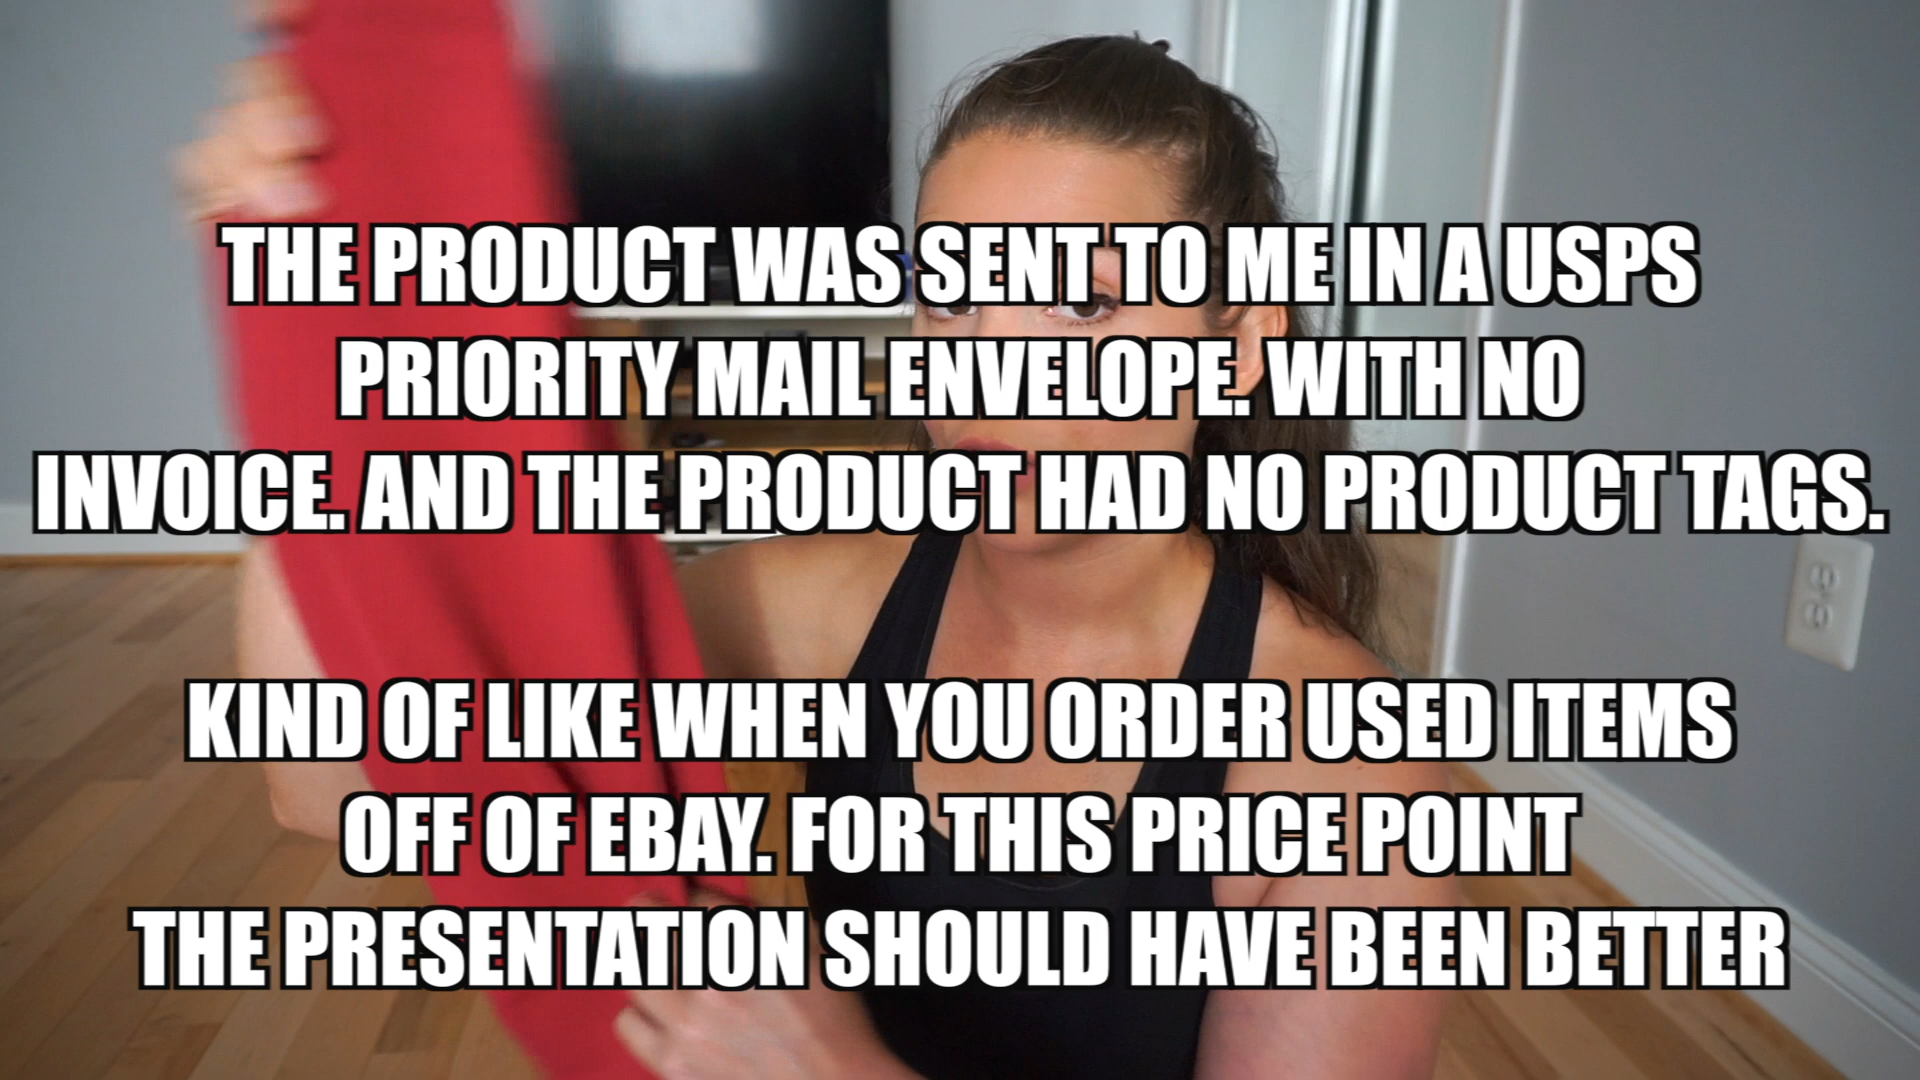 THE PRODUCT WAS SENT TO ME IN A USPS
PRIORITY MAIL ENVELOPE. WITH NO
INVOICE. AND THE PRODUCT HAD NO PRODUCT TAGS.
KIND OF LIKE WHEN YOU ORDER USED ITEMS
OFF OF EBAY. FOR THIS PRICE POINT
THE PRESENTATION SHOULD HAVE BEEN BETTER